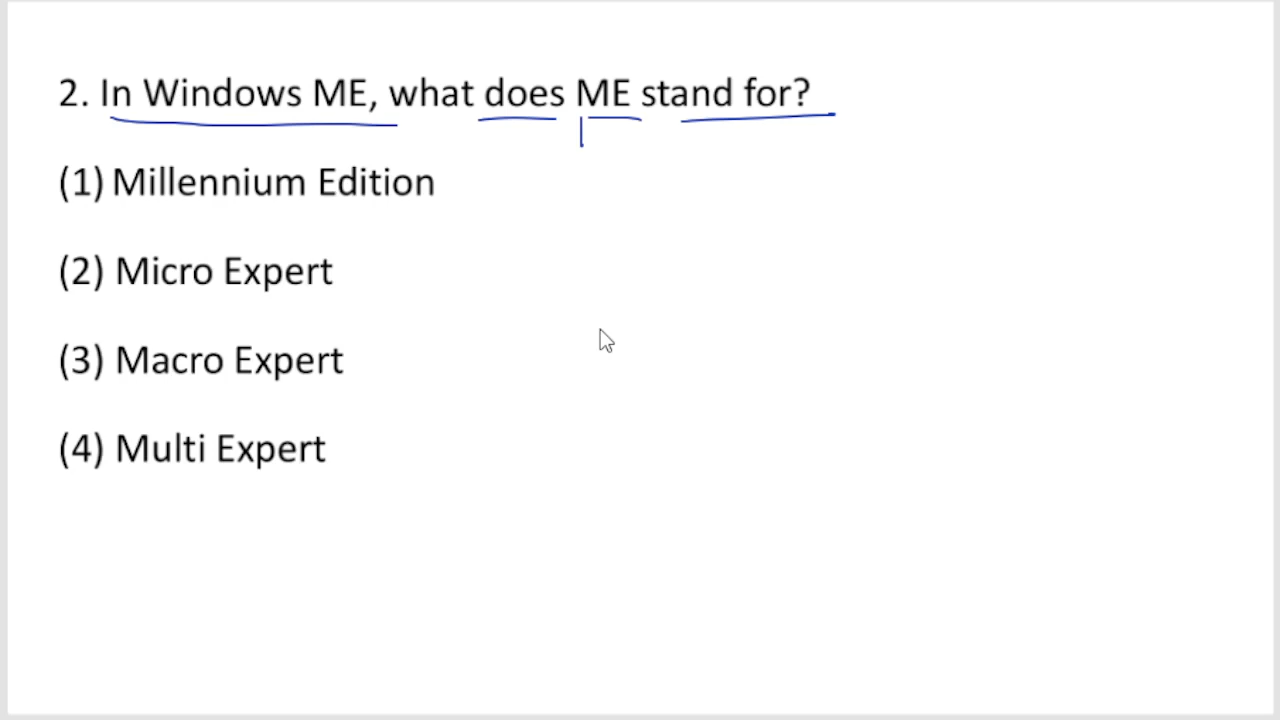 2. In Windows ME, what does ME stand for?
(1) Millennium Edition
(2) Micro Expert
(3) Macro Expert
(4) Multi Expert